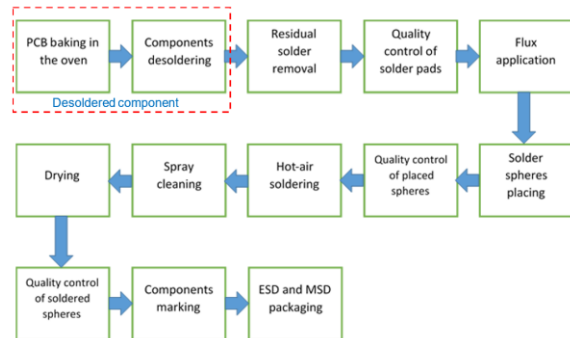 PCB baking in
the oven
Components
desoldering
Desoldered component
Residual
solder
removal
Quality
control of
solder pads
Flux
application
Solder
spheres
placing
Quality control
of placed
spheres
Hot-air
soldering
Spray
cleaning
Drying
Quality control
of soldered
spheres
Components
marking
ESD and MSD
packaging